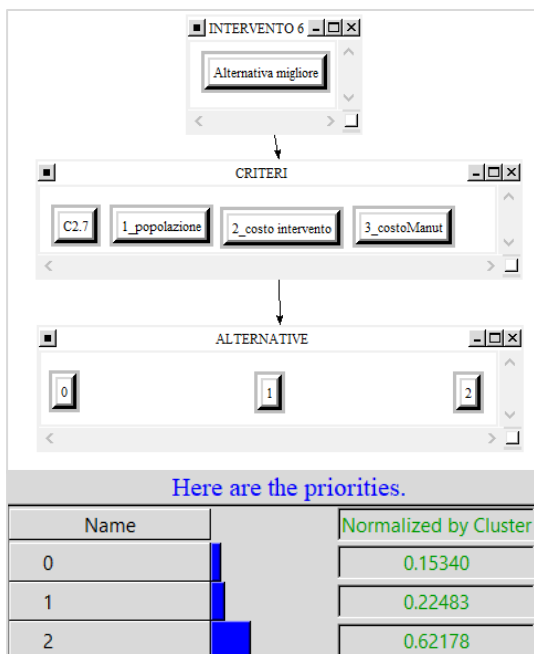 INTERVENTO 6
Alternativa migliore
CRITERI
C2.7 1_popolazione 2_costo intervento 3_costoManut
ALTERNATIVE
0 1 2
Here are the priorities.
Name Normalized by Cluster
0 0.15340
1 0.22483
2 0.62178